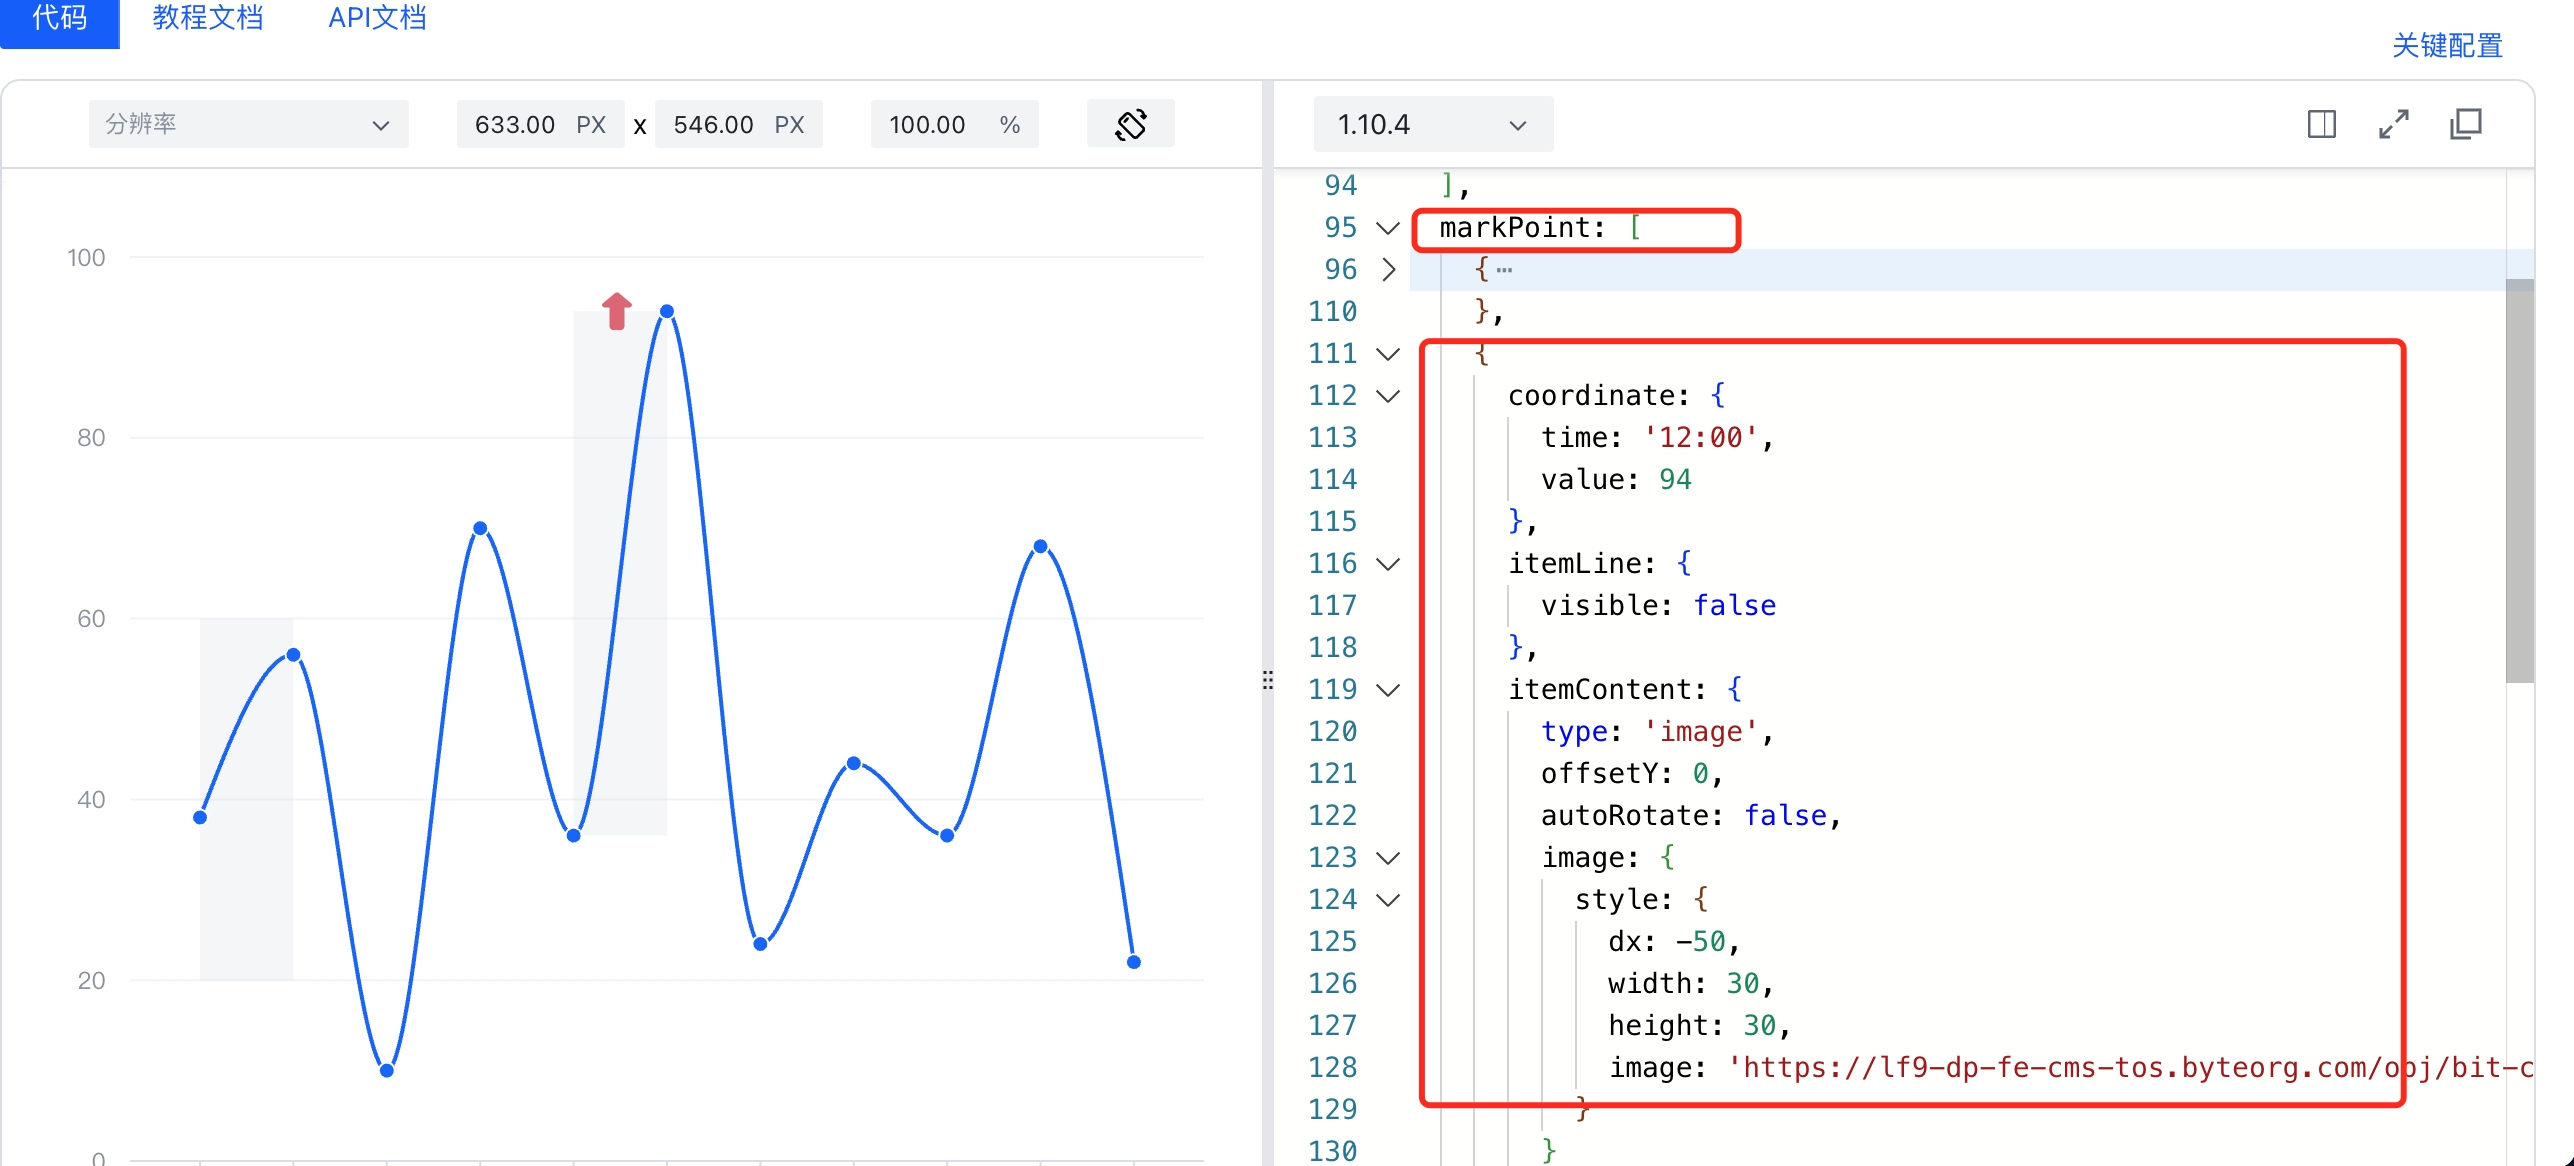 代码 教程文档 API文档
关键配置
分辨率 633.00 PX x 546.00 PX 100.00 %
1.10.4
100
80
60
40
20
0
94 ],
95 markPoint: [
96 {…
110 },
111 {
112 coordinate: {
113 time: '12:00',
114 value: 94
115 },
116 itemLine: {
117 visible: false
118 },
119 itemContent: {
120 type: 'image',
121 offsetY: 0,
122 autoRotate: false,
123 image: {
124 style: {
125 dx: -50,
126 width: 30,
127 height: 30,
128 image: 'https://lf9-dp-fe-cms-tos.byteorg.com/obj/bit-c
129 }
130 }